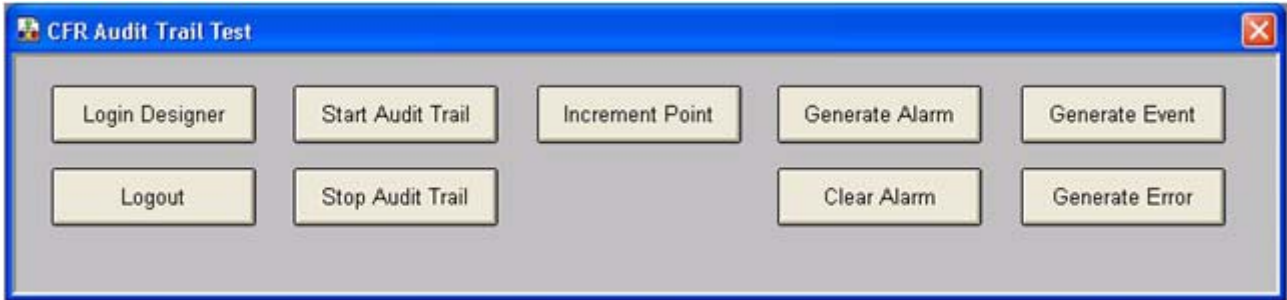 CFR Audit Trail Test
Login Designer Start Audit Trail Increment Point Generate Alarm Generate Event
Logout Stop Audit Trail Clear Alarm Generate Error